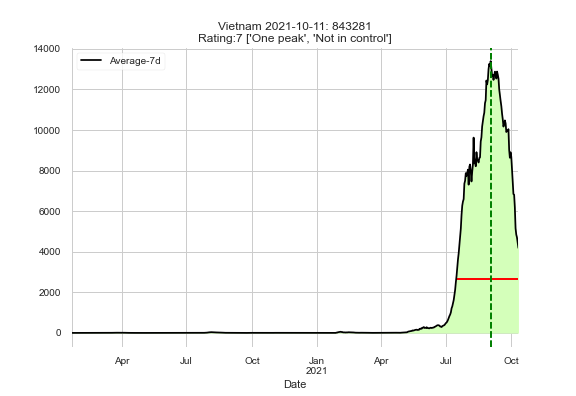 Vietnam 2021-10-11: 843281
Rating:7 ['One peak', 'Not in control']
Average-7d
14000
12000
10000
8000
6000
4000
2000
0
Apr Jul Oct Jan Apr Jul Oct
2021
Date